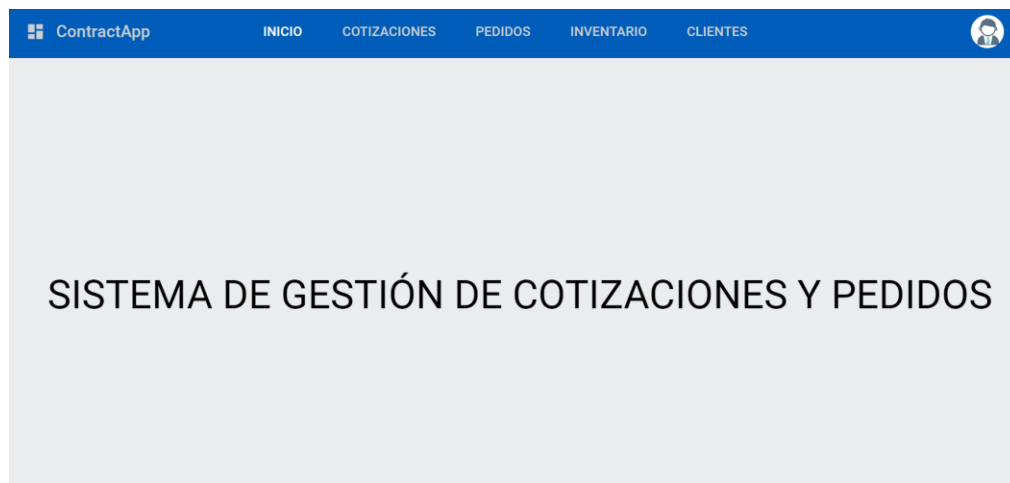 ContractApp INICIO COTIZACIONES PEDIDOS INVENTARIO CLIENTES
SISTEMA DE GESTIÓN DE COTIZACIONES Y PEDIDOS